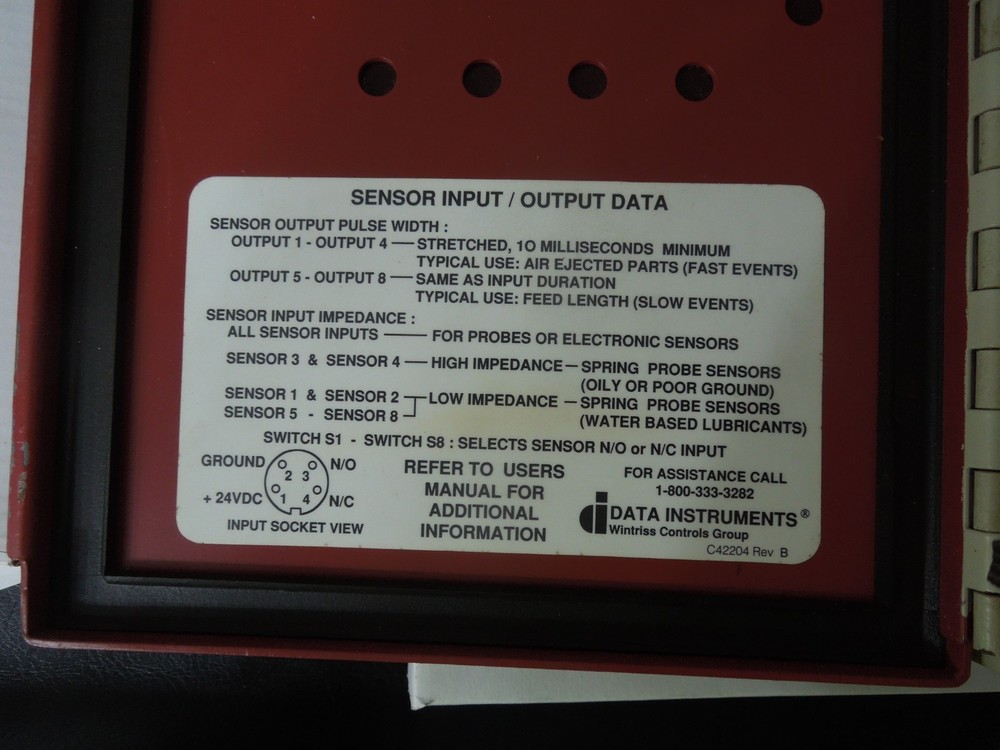 SENSOR INPUT / OUTPUT DATA
SENSOR OUTPUT PULSE WIDTH :
OUTPUT 1 - OUTPUT 4 — STRETCHED, 10 MILLISECONDS MINIMUM
TYPICAL USE: AIR EJECTED PARTS (FAST EVENTS)
OUTPUT 5 - OUTPUT 8 — SAME AS INPUT DURATION
TYPICAL USE: FEED LENGTH (SLOW EVENTS)
SENSOR INPUT IMPEDANCE :
ALL SENSOR INPUTS — FOR PROBES OR ELECTRONIC SENSORS
SENSOR 3 & SENSOR 4 — HIGH IMPEDANCE — SPRING PROBE SENSORS
(OILY OR POOR GROUND)
SENSOR 1 & SENSOR 2 — LOW IMPEDANCE — SPRING PROBE SENSORS
SENSOR 5 - SENSOR 8
(WATER BASED LUBRICANTS)
SWITCH S1 - SWITCH S8 : SELECTS SENSOR N/O or N/C INPUT
GROUND 2 3 N/O
+ 24VDC 1 4 N/C
INPUT SOCKET VIEW
REFER TO USERS
MANUAL FOR
ADDITIONAL
INFORMATION
FOR ASSISTANCE CALL
1-800-333-3282
di DATA INSTRUMENTS®
Wintriss Controls Group
C42204 Rev B